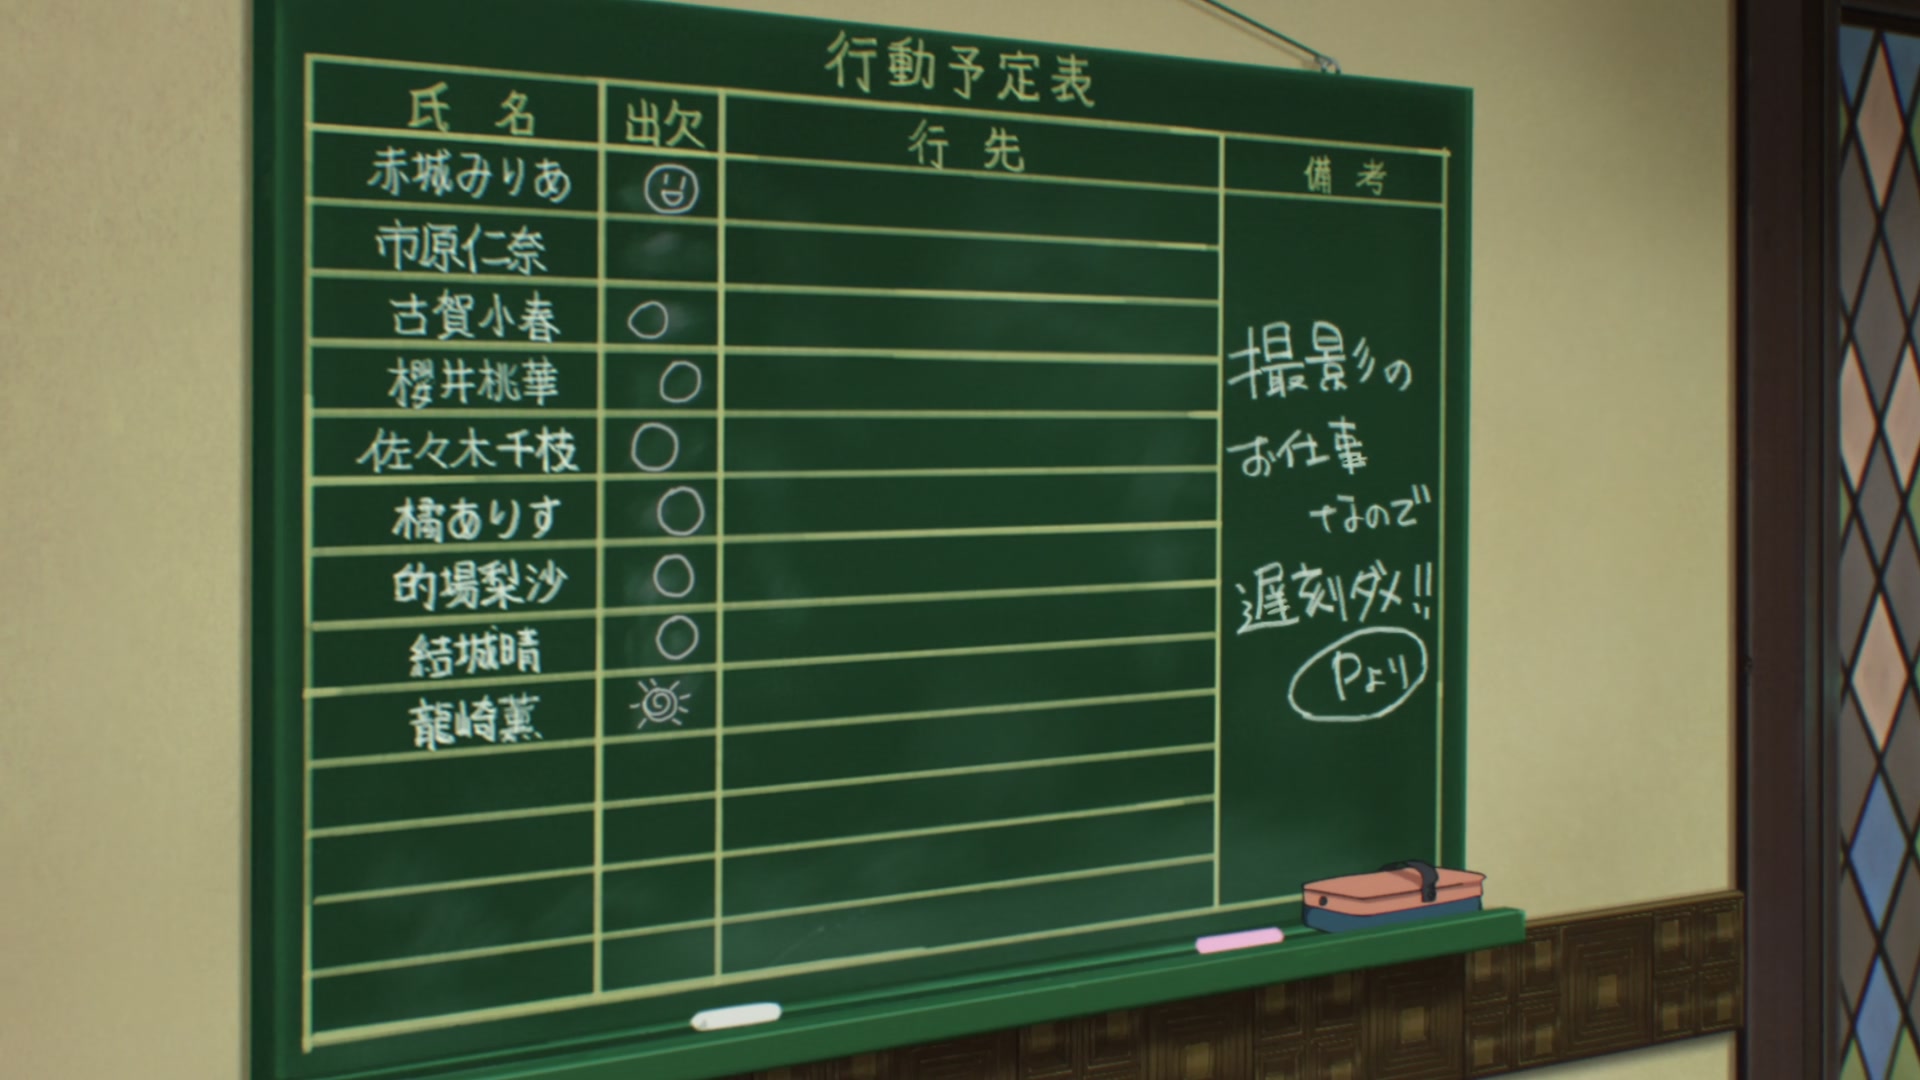 行動予定表
氏 名 出欠 行 先 備 考
赤城みりあ
市原仁奈
古賀小春 ○
櫻井桃華 ○
佐々木千枝 ○
橘ありす ○
的場梨沙 ○
結城晴 ○
龍崎薫
撮影の
お仕事
なので
遅刻ダメ!!
Pより